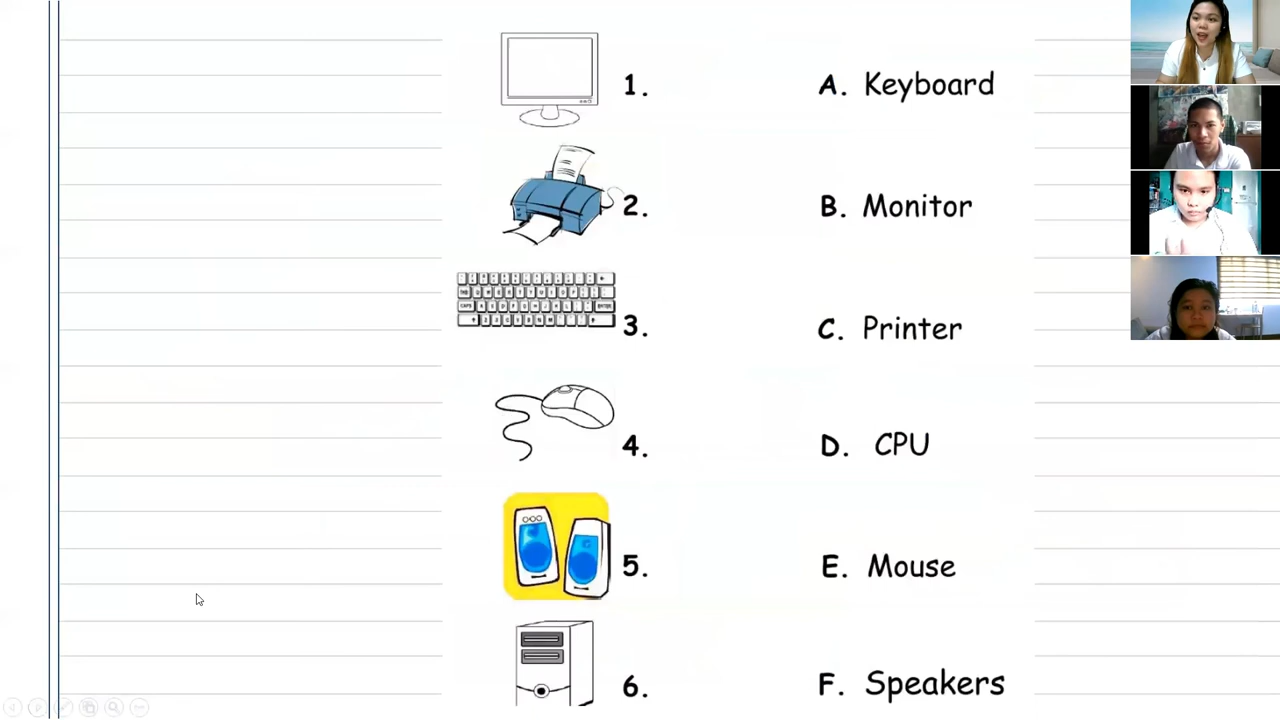 1. A. Keyboard
2. B. Monitor
3. C. Printer
4. D. CPU
5. E. Mouse
6. F. Speakers